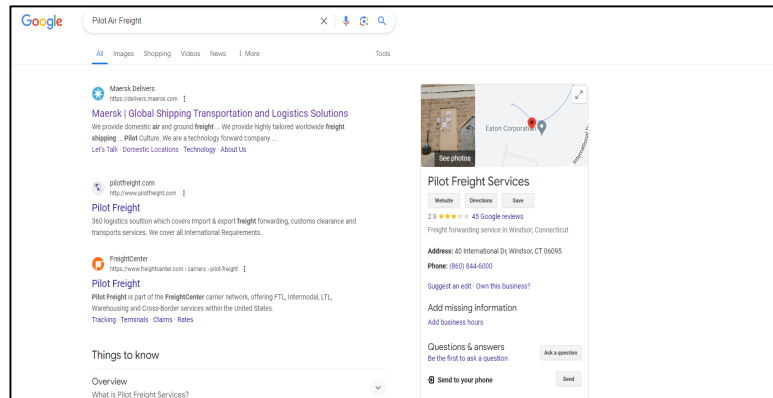 Google
Pilot Air Freight
All Images Shopping Videos News More Tools
Maersk Delivers
https://delivers.maersk.com
Maersk | Global Shipping Transportation and Logistics Solutions
We provide domestic air and ground freight ... We provide highly tailored worldwide freight
shipping ... Pilot Culture. We are a technology forward company ...
Let's Talk · Domestic Locations · Technology · About Us
pilotfreight.com
http://www.pilotfreight.com
Pilot Freight
360 logistics soultion which covers Import & export freight forwarding, customs clearance and
transports services. We cover all International Requirements.
FreightCenter
https://www.freightcenter.com › carriers › pilot-freight
Pilot Freight
Pilot Freight is part of the FreightCenter carrier network, offering FTL, Intermodal, LTL,
Warehousing and Cross-Border services within the United States.
Tracking · Terminals · Claims · Rates
Things to know
Overview
What is Pilot Freight Services?
See photos
Eaton Corporation
International D
Pilot Freight Services
Website Directions Save
2.9 45 Google reviews
Freight forwarding service in Windsor, Connecticut
Address: 40 International Dr, Windsor, CT 06095
Phone: (860) 844-6000
Suggest an edit · Own this business?
Add missing information
Add business hours
Questions & answers
Be the first to ask a question
Ask a question
Send to your phone
Send